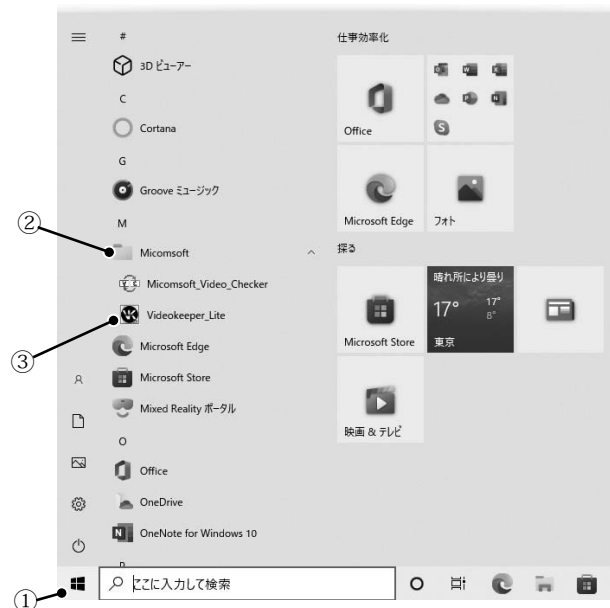 #
3D ビューアー
C
Cortana
G
Groove ミュージック
M
②
Micomsoft
Micomsoft_Video_Checker
Videokeeper_Lite
③
Microsoft Edge
Microsoft Store
Mixed Reality ポータル
O
Office
OneDrive
OneNote for Windows 10
①
ここに入力して検索
仕事効率化
Office
Microsoft Edge
フォト
探る
Microsoft Store
晴れ所により曇り
17°
17°
8°
東京
映画 & テレビ